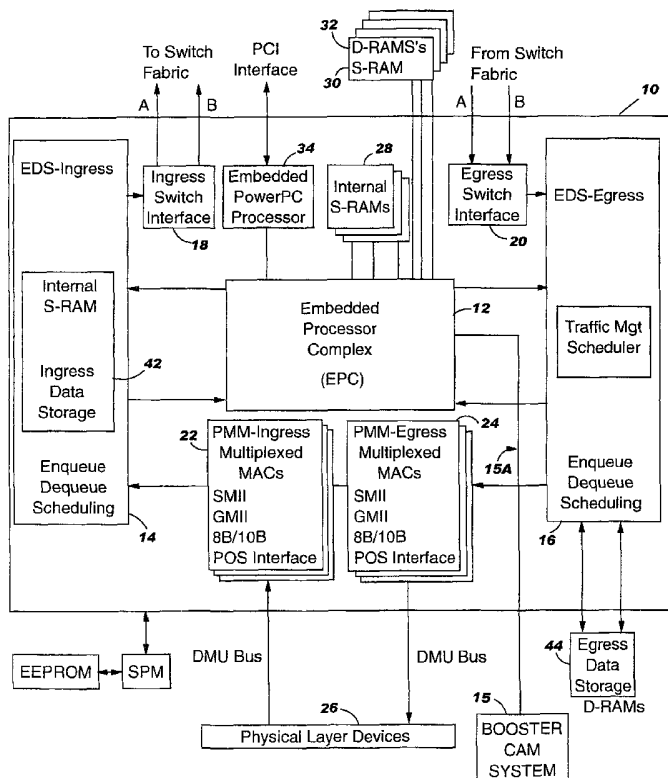 32
D-RAMS's
S-RAM
30
To Switch
Fabric
A
B
PCI
Interface
From Switch
Fabric
A
B
10
EDS-Ingress
Ingress
Switch
Interface
18
34
Embedded
PowerPC
Processor
28
Internal
S-RAMs
Egress
Switch
Interface
20
EDS-Egress
Internal
S-RAM
Ingress
Data
Storage
42
Embedded
Processor
Complex
(EPC)
12
Traffic Mgt
Scheduler
22
PMM-Ingress
Multiplexed
MACs
SMII
GMII
8B/10B
POS Interface
24
PMM-Egress
Multiplexed
MACs
SMII
GMII
8B/10B
POS Interface
15A
Enqueue
Dequeue
Scheduling
14
Enqueue
Dequeue
Scheduling
16
EEPROM
SPM
DMU Bus
DMU Bus
44
Egress
Data
Storage
D-RAMs
26
Physical Layer Devices
15
BOOSTER
CAM
SYSTEM